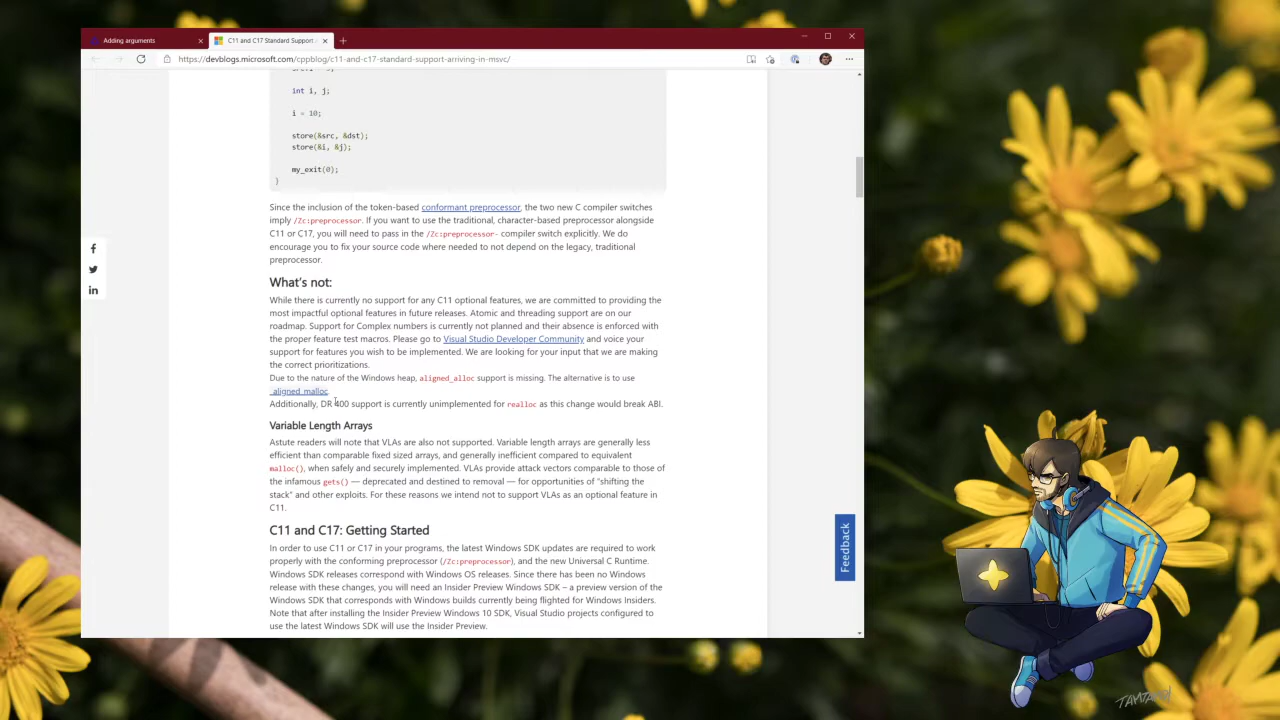 Adding arguments
C11 and C17 Standard Support
https://devblogs.microsoft.com/cppblog/c11-and-c17-standard-support-arriving-in-msvc/
int i, j;
i = 10;
store(&src, &dst);
store(&i, &j);
my_exit(0);
}
Since the inclusion of the token-based conformant preprocessor, the two new C compiler switches
imply /Zc:preprocessor. If you want to use the traditional, character-based preprocessor alongside
C11 or C17, you will need to pass in the /Zc:preprocessor- compiler switch explicitly. We do
encourage you to fix your source code where needed to not depend on the legacy, traditional
preprocessor.
What's not:
While there is currently no support for any C11 optional features, we are committed to providing the
most impactful optional features in future releases. Atomic and threading support are on our
roadmap. Support for Complex numbers is currently not planned and their absence is enforced with
the proper feature test macros. Please go to Visual Studio Developer Community and voice your
support for features you wish to be implemented. We are looking for your input that we are making
the correct prioritizations.
Due to the nature of the Windows heap, aligned_alloc support is missing. The alternative is to use
_aligned_malloc.
Additionally, DR 400 support is currently unimplemented for realloc as this change would break ABI.
Variable Length Arrays
Astute readers will note that VLAs are also not supported. Variable length arrays are generally less
efficient than comparable fixed sized arrays, and generally inefficient compared to equivalent
malloc(), when safely and securely implemented. VLAs provide attack vectors comparable to those of
the infamous gets() — deprecated and destined to removal — for opportunities of "shifting the
stack" and other exploits. For these reasons we intend not to support VLAs as an optional feature in
C11.
C11 and C17: Getting Started
In order to use C11 or C17 in your programs, the latest Windows SDK updates are required to work
properly with the conforming preprocessor (/Zc:preprocessor), and the new Universal C Runtime.
Windows SDK releases correspond with Windows OS releases. Since there has been no Windows
release with these changes, you will need an Insider Preview Windows SDK – a preview version of the
Windows SDK that corresponds with Windows builds currently being flighted for Windows Insiders.
Note that after installing the Insider Preview Windows 10 SDK, Visual Studio projects configured to
use the latest Windows SDK will use the Insider Preview.
Feedback